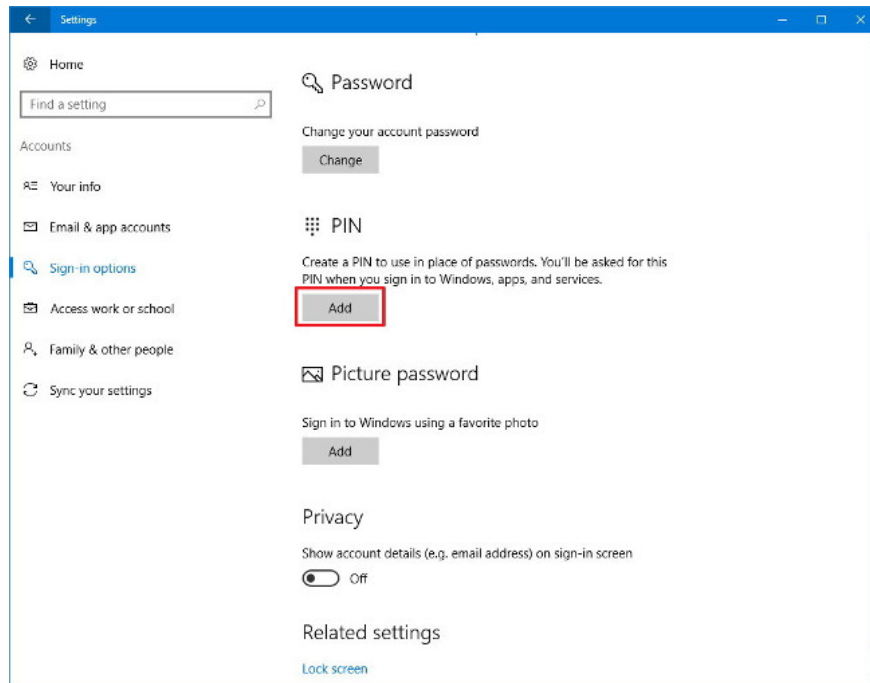 Settings
Home
Find a setting
Accounts
Your info
Email & app accounts
Sign-in options
Access work or school
Family & other people
Sync your settings
Password
Change your account password
Change
PIN
Create a PIN to use in place of passwords. You'll be asked for this
PIN when you sign in to Windows, apps, and services.
Add
Picture password
Sign in to Windows using a favorite photo
Add
Privacy
Show account details (e.g. email address) on sign-in screen
Off
Related settings
Lock screen